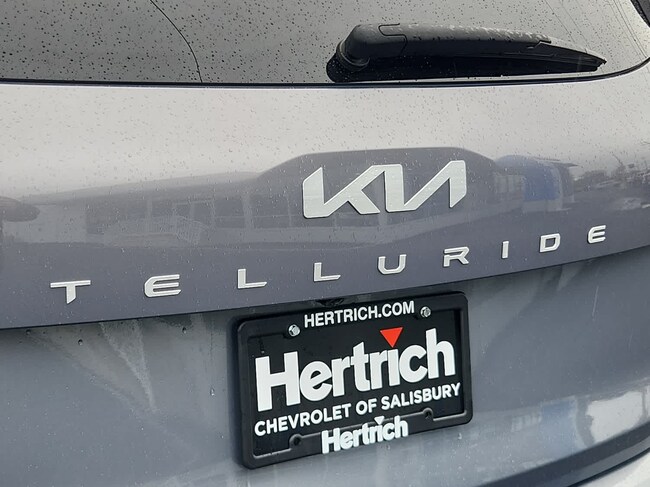 KIA
TELLURIDE
HERTRICH.COM
Hertrich
CHEVROLET OF SALISBURY
Hertrich